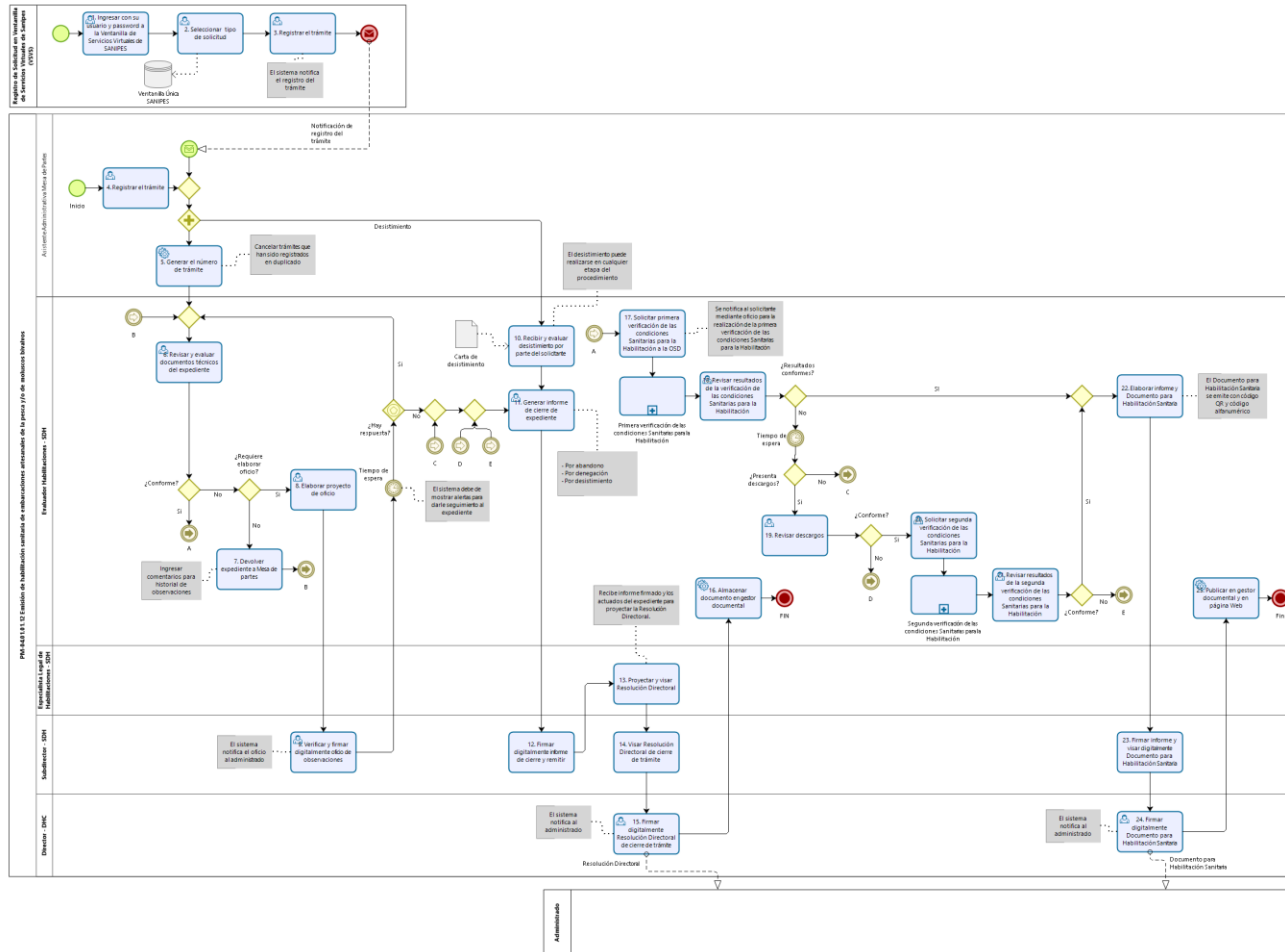 Registro de Solicitud en Ventanilla
de Servicios Virtuales de Sanipes
(VSVS)
1. Ingresar con su
usuario y password a
la Ventanilla de
Servicios Virtuales de
SANIPES
2. Seleccionar tipo
de solicitud
3. Registrar el trámite
Ventanilla Única
SANIPES
El sistema notifica
el registro del
trámite
Notificación de
registro del
trámite
PM-04.01.01.12 Emisión de habilitación sanitaria de embarcaciones artesanales de la pesca y/o de moluscos bivalvos
Asistente Administrativa Mesa de Partes
Inicio
4. Registrar el trámite
Desistimiento
5. Generar el número
de trámite
Cancelar trámites que
han sido registrados
en duplicado
El desistimiento puede
realizarse en cualquier
etapa del
procedimiento
Evaluador Habilitaciones - SDH
B
6. Revisar y evaluar
documentos técnicos
del expediente
¿Conforme?
Si
A
No
¿Requiere
elaborar
oficio?
Si
No
8. Elaborar proyecto
de oficio
7. Devolver
expediente a Mesa de
partes
B
Ingresar
comentarios para
historial de
observaciones
Si
¿Hay
respuesta?
No
Tiempo de
espera
El sistema debe de
mostrar alertas para
darle seguimiento al
expediente
C
D
E
Carta de
desistimiento
10. Recibir y evaluar
desistimiento por
parte del solicitante
11. Generar informe
de cierre de
expediente
- Por abandono
- Por denegación
- Por desistimiento
A
17. Solicitar primera
verificación de las
condiciones
Sanitarias para la
Habilitación a la OSD
Se notifica al solicitante
mediante oficio para la
realización de la primera
verificación de las
condiciones Sanitarias
para la Habilitación
Primera verificación de las
condiciones Sanitarias para la
Habilitación
Revisar resultados
de la verificación de
las condiciones
Sanitarias para la
Habilitación
¿Resultados
conformes?
Si
No
Tiempo de
espera
¿Presenta
descargos?
No
C
Si
19. Revisar descargos
¿Conforme?
Si
No
D
Solicitar segunda
verificación de las
condiciones
Sanitarias para la
Habilitación
Segunda verificación de las
condiciones Sanitarias para la
Habilitación
Revisar resultados
de la segunda
verificación de las
condiciones
Sanitarias para la
Habilitación
¿Conforme?
Si
No
E
22. Elaborar informe y
Documento para
Habilitación Sanitaria
El Documento para
Habilitación Sanitaria
se emite con código
QR y código
alfanumérico
Recibe informe firmado y los
actuados del expediente para
proyectar la Resolución
Directoral.
16. Almacenar
documento en gestor
documental
FIN
25. Publicar en gestor
documental y en
página Web
Fin
Especialista Legal de
Habilitaciones - SDH
13. Proyectar y visar
Resolución Directoral
Subdirector - SDH
El sistema
notifica el oficio
al administrado
9. Verificar y firmar
digitalmente oficio de
observaciones
12. Firmar
digitalmente informe
de cierre y remitir
14. Visar Resolución
Directoral de cierre
de trámite
23. Firmar informe y
visar digitalmente
Documento para
Habilitación Sanitaria
Director - DHC
El sistema
notifica al
administrado
15. Firmar
digitalmente
Resolución Directoral
de cierre de trámite
Resolución Directoral
El sistema
notifica al
administrado
24. Firmar
digitalmente
Documento para
Habilitación Sanitaria
Documento para
Habilitación Sanitaria
Administrado